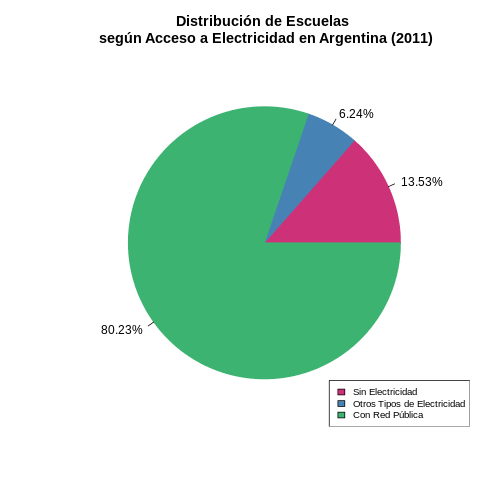 Distribución de Escuelas
según Acceso a Electricidad en Argentina (2011)
6.24%
13.53%
80.23%
Sin Electricidad
Otros Tipos de Electricidad
Con Red Pública